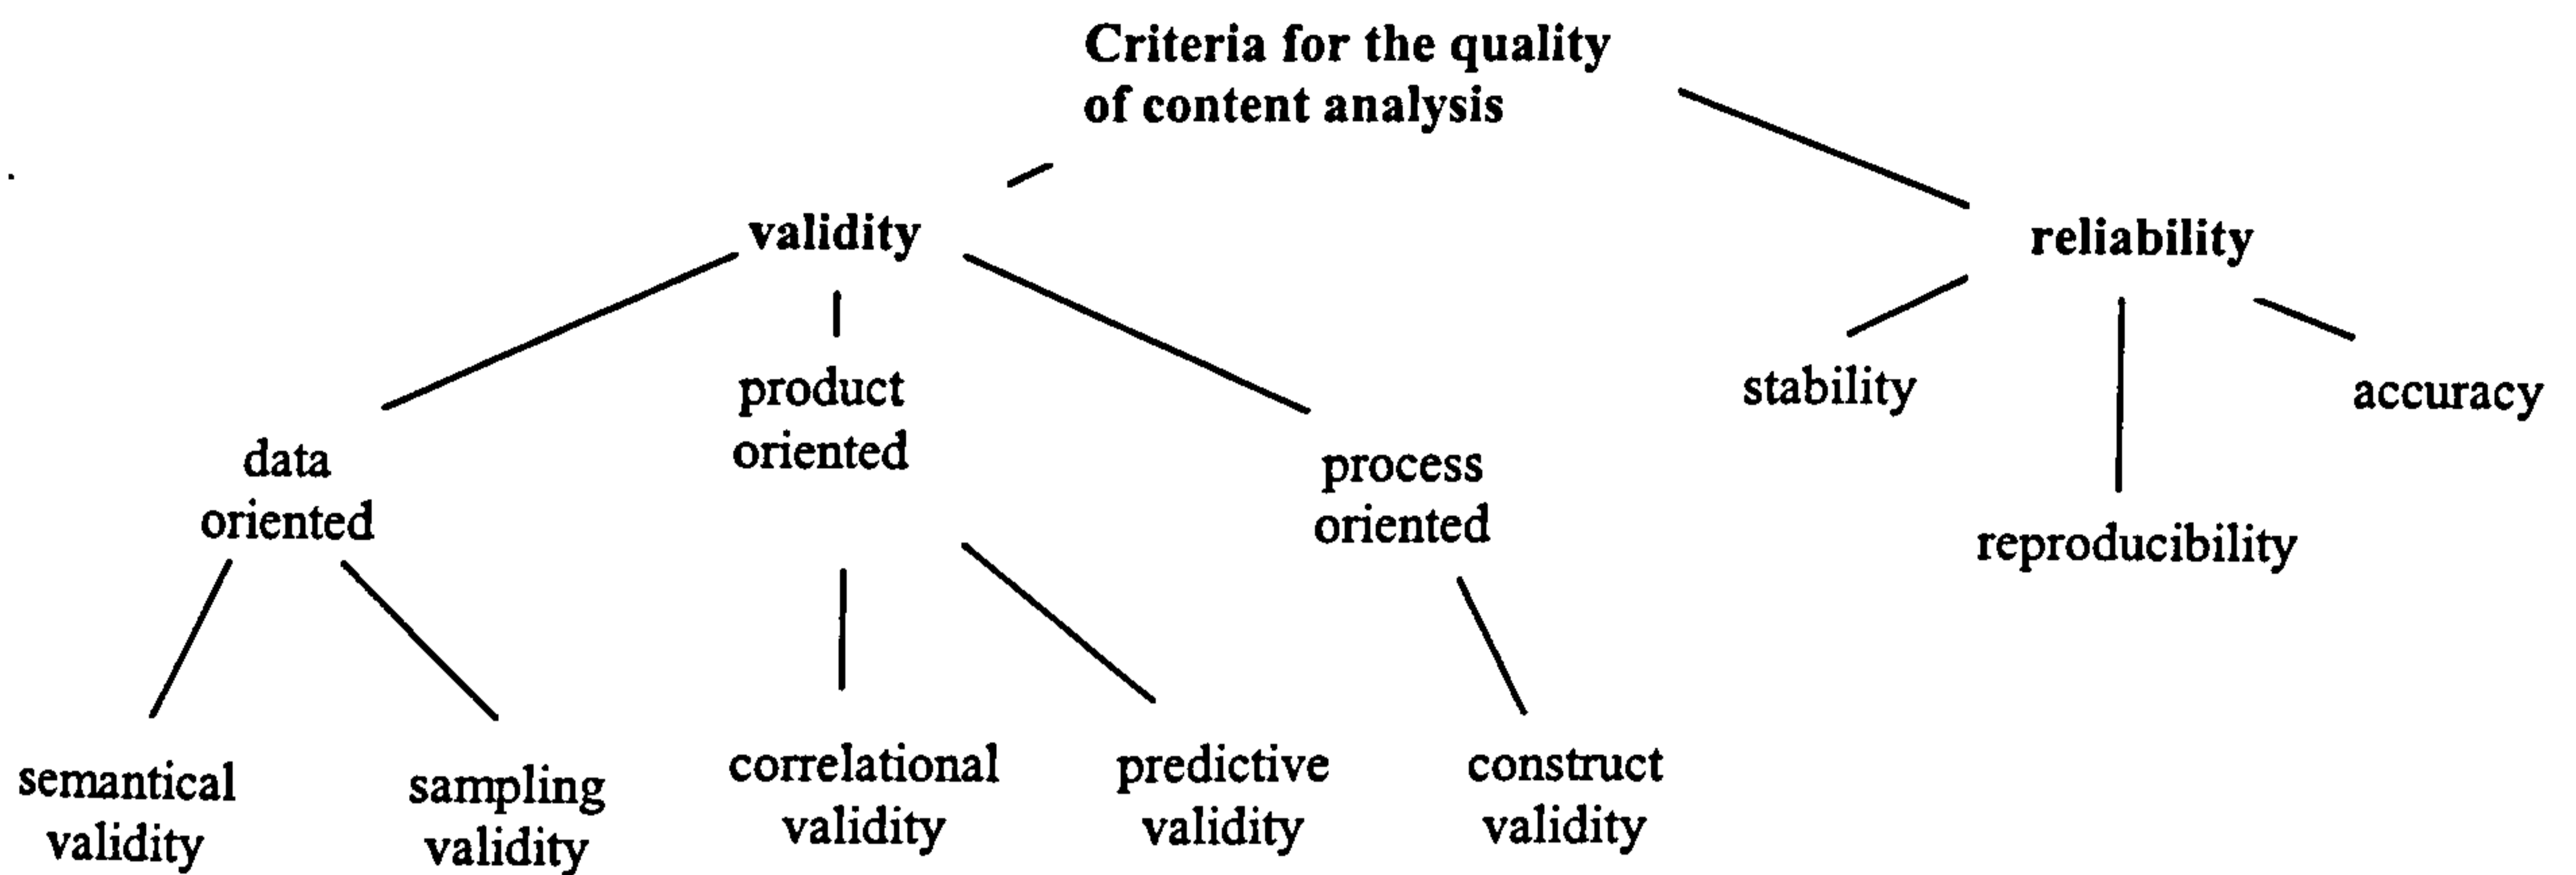 Criteria for the quality
of content analysis
validity
reliability
product
oriented
stability
accuracy
data
oriented
process
oriented
reproducibility
semantical
validity
sampling
validity
correlational
validity
predictive
validity
construct
validity